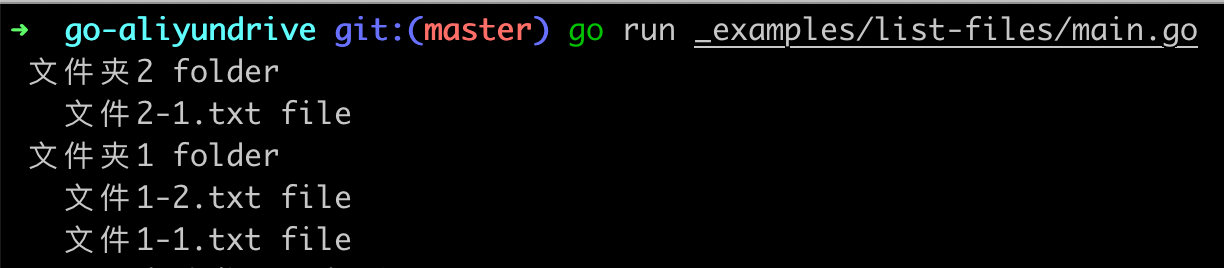 ➜ go-aliyundrive git:(master) go run _examples/list-files/main.go
文件夹2 folder
文件2-1.txt file
文件夹1 folder
文件1-2.txt file
文件1-1.txt file